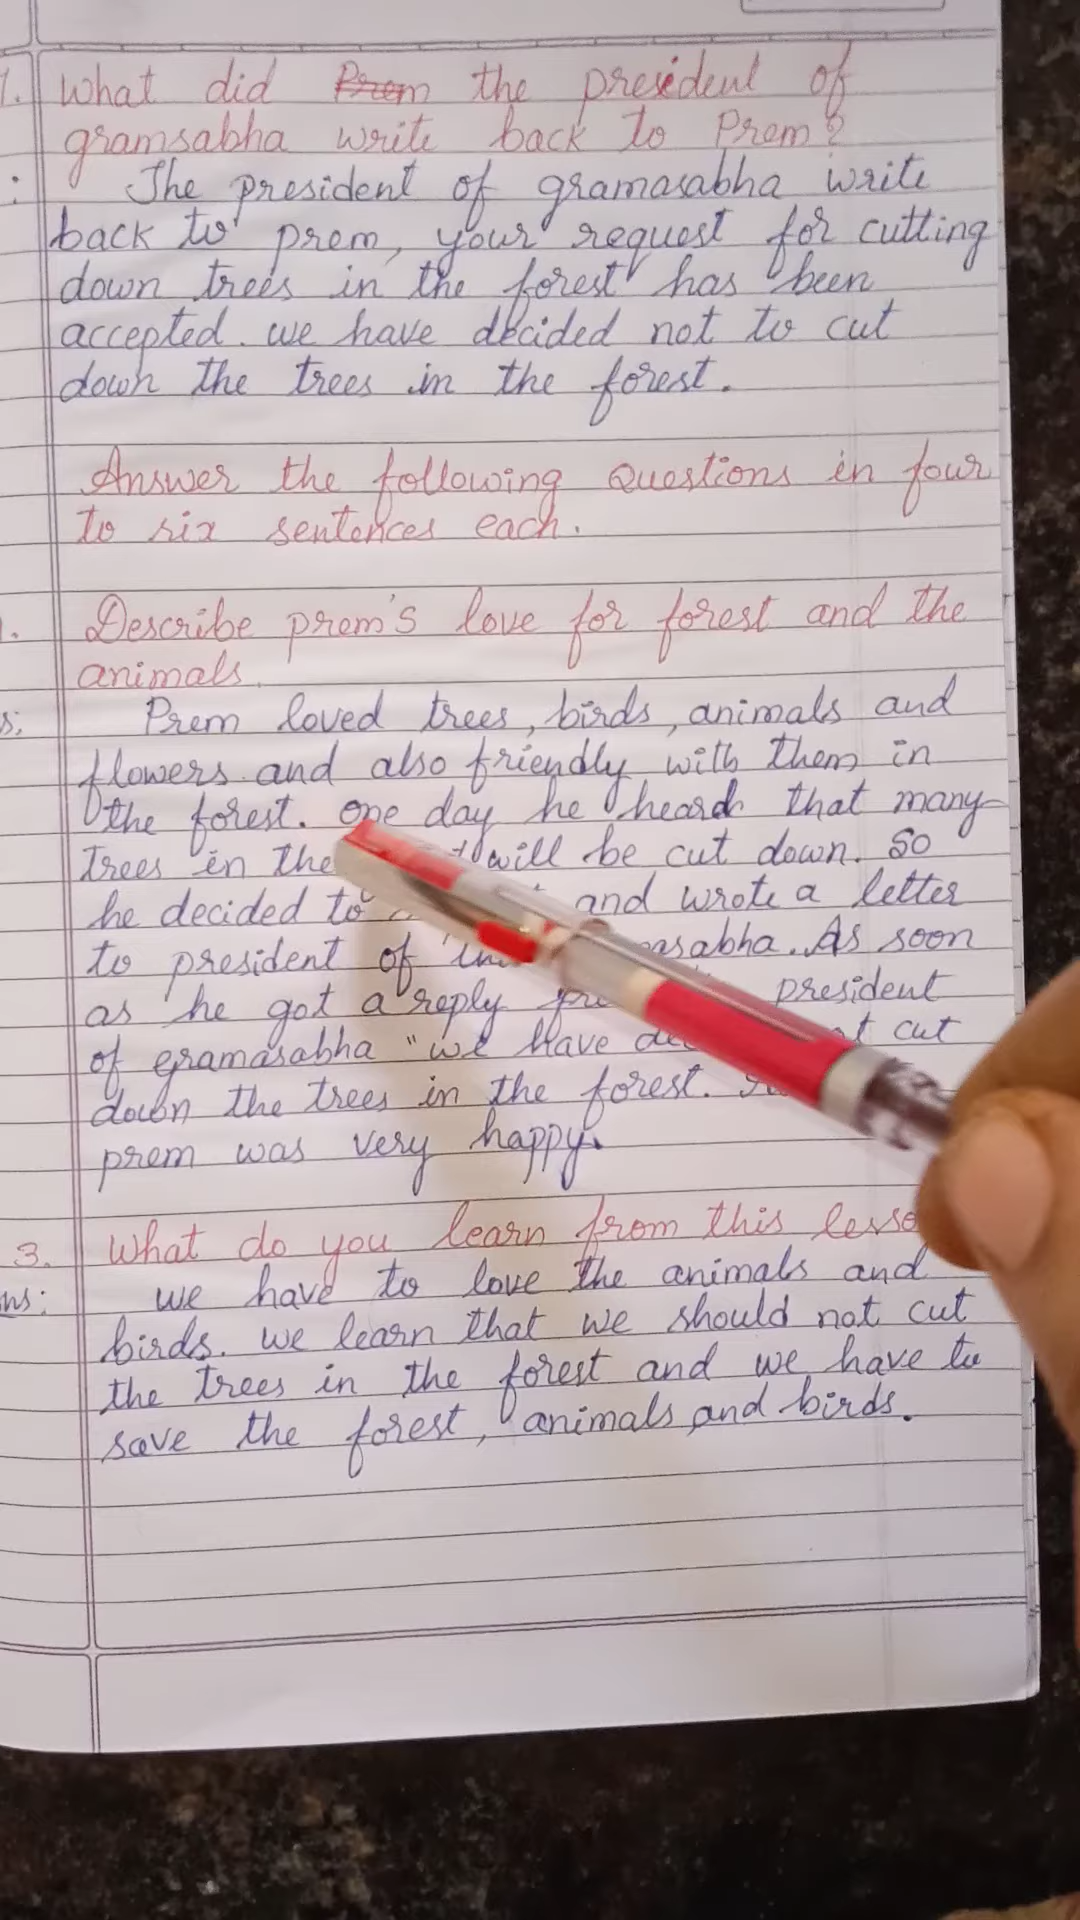 1. What did Prem the president of
gramsabha write back to Prem?
: The president of gramasabha write
back to prem, your request for cutting
down trees in the forest has been
accepted. we have decided not to cut
down the trees in the forest.
Answer the following Questions in four
to six sentences each.
1. Describe prem's love for forest and the
animals.
s: Prem loved trees, birds, animals and
flowers. and also friendly with them in
the forest. One day he heard that many
trees in the will be cut down. So
he decided to and wrote a letter
to president of . As soon
as he got a reply president
of gramasabha "we have cut
down the trees in the forest.
prem was very happy.
3. What do you learn from this
ns: we have to love the animals and
birds. we learn that we should not cut
the trees in the forest and we have to
save the forest, animals, and birds.